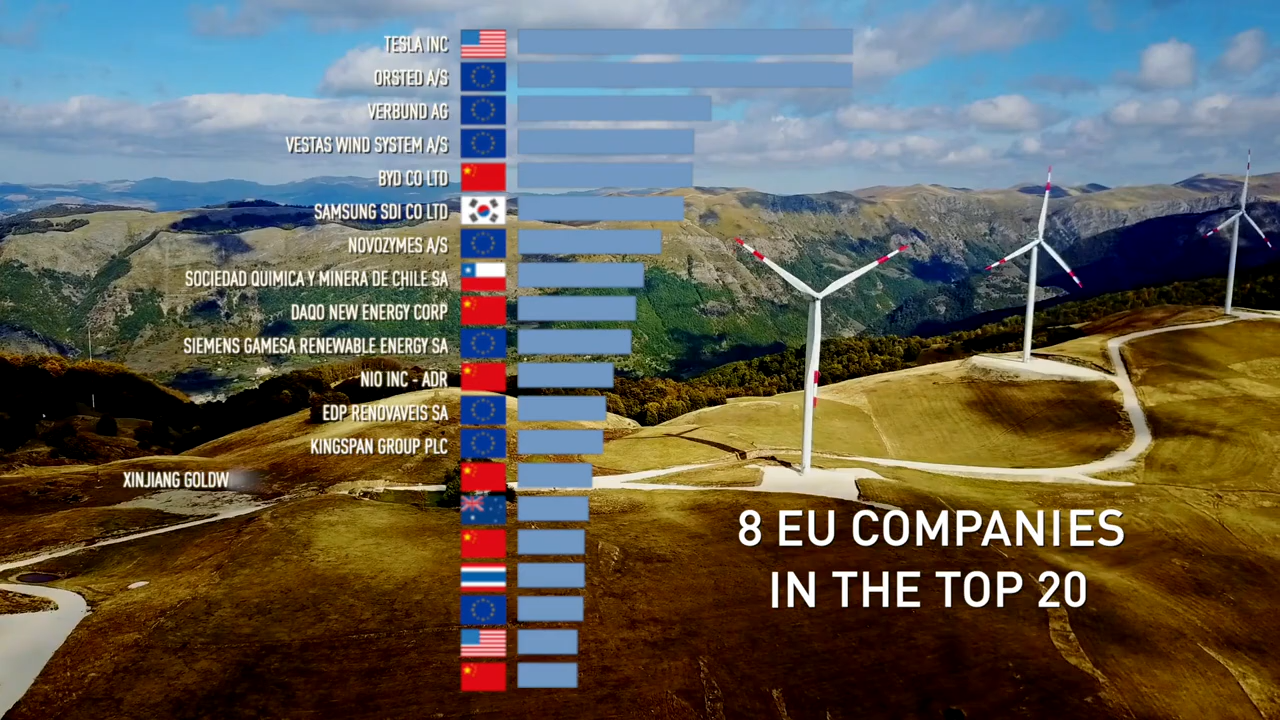 TESLA INC
ORSTED A/S
VERBUND AG
VESTAS WIND SYSTEM A/S
BYD CO LTD
SAMSUNG SDI CO LTD
NOVOZYMES A/S
SOCIEDAD QUIMICA Y MINERA DE CHILE SA
DAQO NEW ENERGY CORP
SIEMENS GAMESA RENEWABLE ENERGY SA
NIO INC - ADR
EDP RENOVAVEIS SA
KINGSPAN GROUP PLC
XINJIANG GOLDW
8 EU COMPANIES
IN THE TOP 20